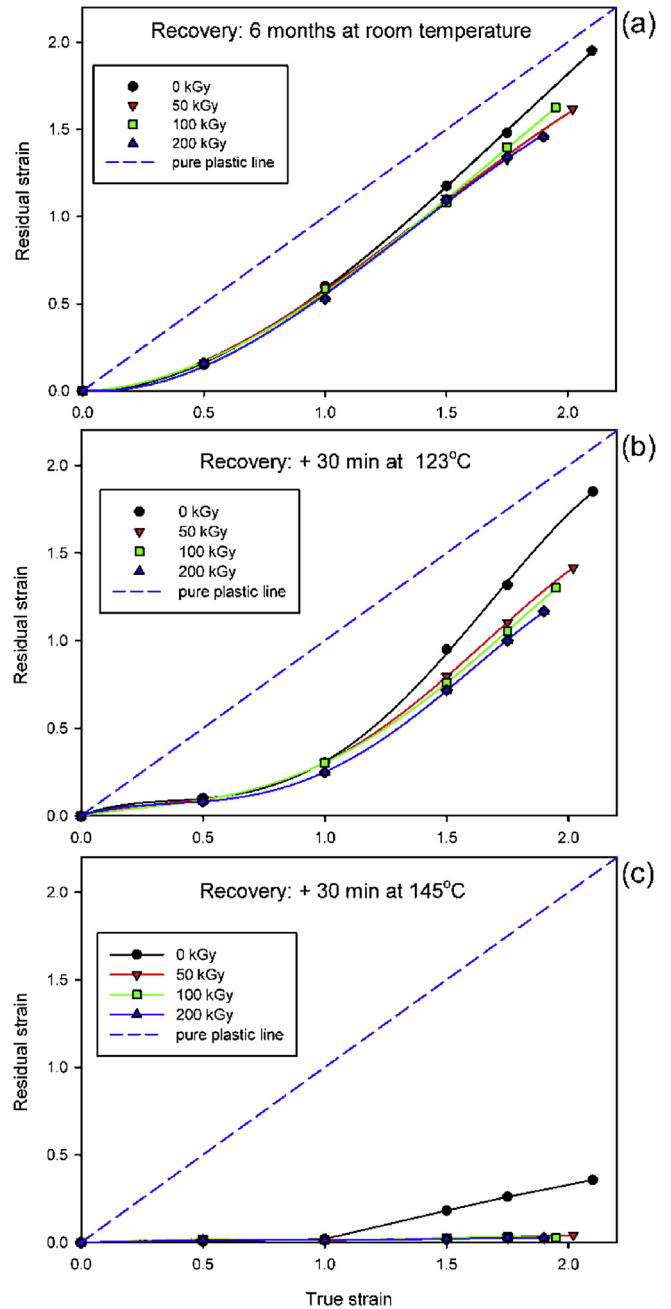 (a)
Recovery: 6 months at room temperature
0 kGy
50 kGy
100 kGy
200 kGy
pure plastic line
Residual strain
2.0
1.5
1.0
0.5
0.0
0.0 0.5 1.0 1.5 2.0
(b)
Recovery: + 30 min at 123°C
0 kGy
50 kGy
100 kGy
200 kGy
pure plastic line
Residual strain
2.0
1.5
1.0
0.5
0.0
0.0 0.5 1.0 1.5 2.0
(c)
Recovery: + 30 min at 145°C
0 kGy
50 kGy
100 kGy
200 kGy
pure plastic line
Residual strain
2.0
1.5
1.0
0.5
0.0
0.0 0.5 1.0 1.5 2.0
True strain